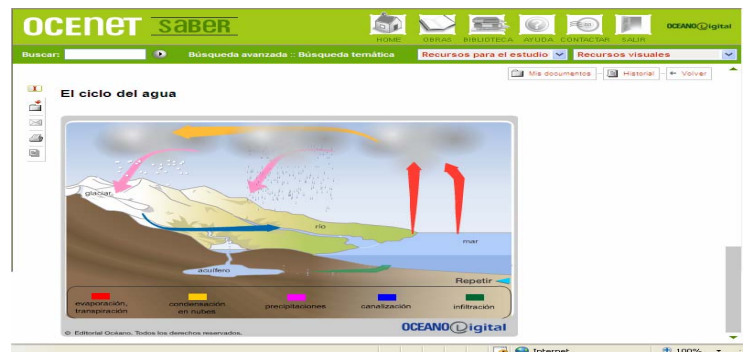 OCENET SABER
HOME OBRAS BIBLIOTECA AYUDA CONTACTAR SALIR
OCEANO Digital
Buscar: Búsqueda avanzada :: Búsqueda temática Recursos para el estudio Recursos visuales
Mis documentos Historial Volver
El ciclo del agua
glaciar
río
mar
acuífero
Repetir
evaporación, transpiración
condensación en nubes
precipitaciones
canalización
infiltración
© Editorial Océano. Todos los derechos reservados.
OCEANO Digital
Internet 100%